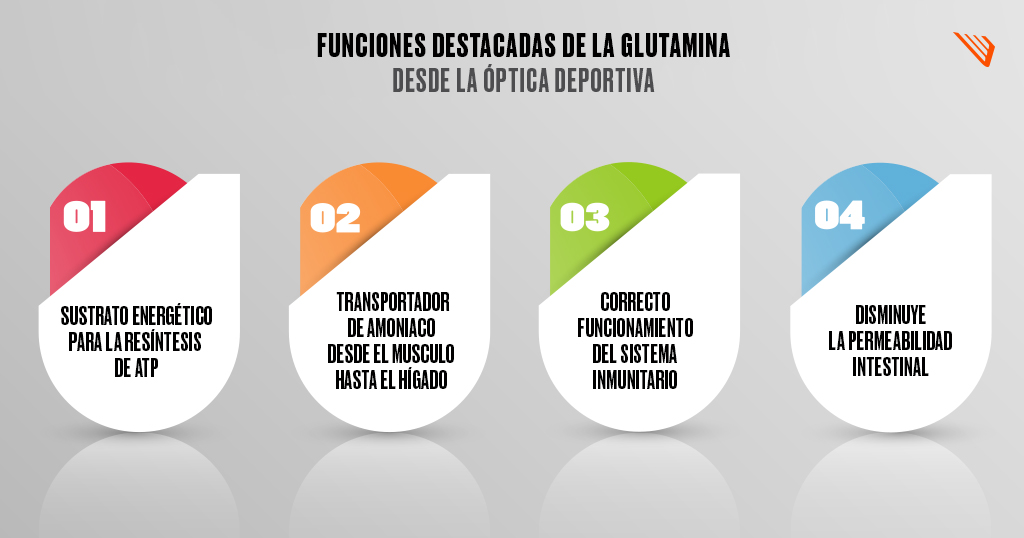 FUNCIONES DESTACADAS DE LA GLUTAMINA
DESDE LA ÓPTICA DEPORTIVA
01
SUSTRATO ENERGÉTICO
PARA LA RESÍNTESIS
DE ATP
02
TRANSPORTADOR
DE AMONIACO
DESDE EL MUSCULO
HASTA EL HÍGADO
03
CORRECTO
FUNCIONAMIENTO
DEL SISTEMA
INMUNITARIO
04
DISMINUYE
LA PERMEABILIDAD
INTESTINAL